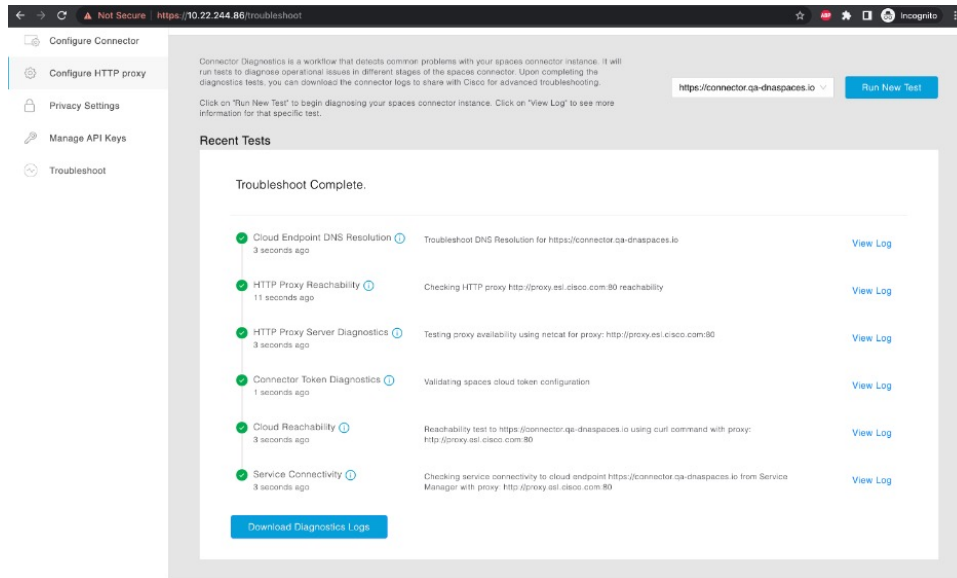 Not Secure https://10.22.244.86/troubleshoot
Incognito
Configure Connector
Configure HTTP proxy
Privacy Settings
Manage API Keys
Troubleshoot
Connector Diagnostics is a workflow that detects common problems with your spaces connector instance. It will
run tests to diagnose operational issues in different stages of the spaces connector. Upon completing the
diagnostics tests, you can download the connector logs to share with Cisco for advanced troubleshooting.
Click on "Run New Test" to begin diagnosing your spaces connector instance. Click on "View Log" to see more
information for that specific test.
https://connector.qa-dnaspaces.io
Run New Test
Recent Tests
Troubleshoot Complete.
Cloud Endpoint DNS Resolution
3 seconds ago
Troubleshoot DNS Resolution for https://connector.qa-dnaspaces.io
View Log
HTTP Proxy Reachability
11 seconds ago
Checking HTTP proxy http://proxy.esl.cisco.com:80 reachability
View Log
HTTP Proxy Server Diagnostics
3 seconds ago
Testing proxy availability using netcat for proxy: http://proxy.esl.cisco.com:80
View Log
Connector Token Diagnostics
1 seconds ago
Validating spaces cloud token configuration
View Log
Cloud Reachability
3 seconds ago
Reachability test to https://connector.qa-dnaspaces.io using curl command with proxy:
http://proxy.esl.cisco.com:80
View Log
Service Connectivity
3 seconds ago
Checking service connectivity to cloud endpoint https://connector.qa-dnaspaces.io from Service
Manager with proxy: http://proxy.esl.cisco.com:80
View Log
Download Diagnostics Logs